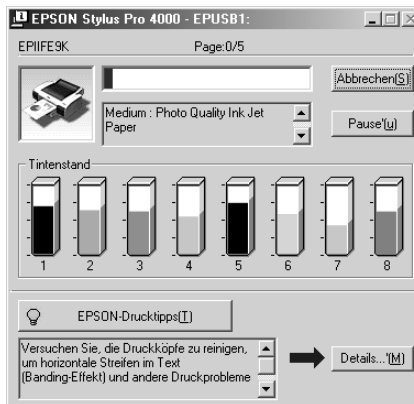 EPSON Stylus Pro 4000 - EPUSB1:
EPIIFE9K Page:0/5
Abbrechen(S)
Medium : Photo Quality Ink Jet
Paper
Pause'(u)
Tintenstand
1 2 3 4 5 6 7 8
EPSON-Drucktipps(T)
Versuchen Sie, die Druckköpfe zu reinigen,
um horizontale Streifen im Text
(Banding-Effekt) und andere Druckprobleme
Details...'(M)